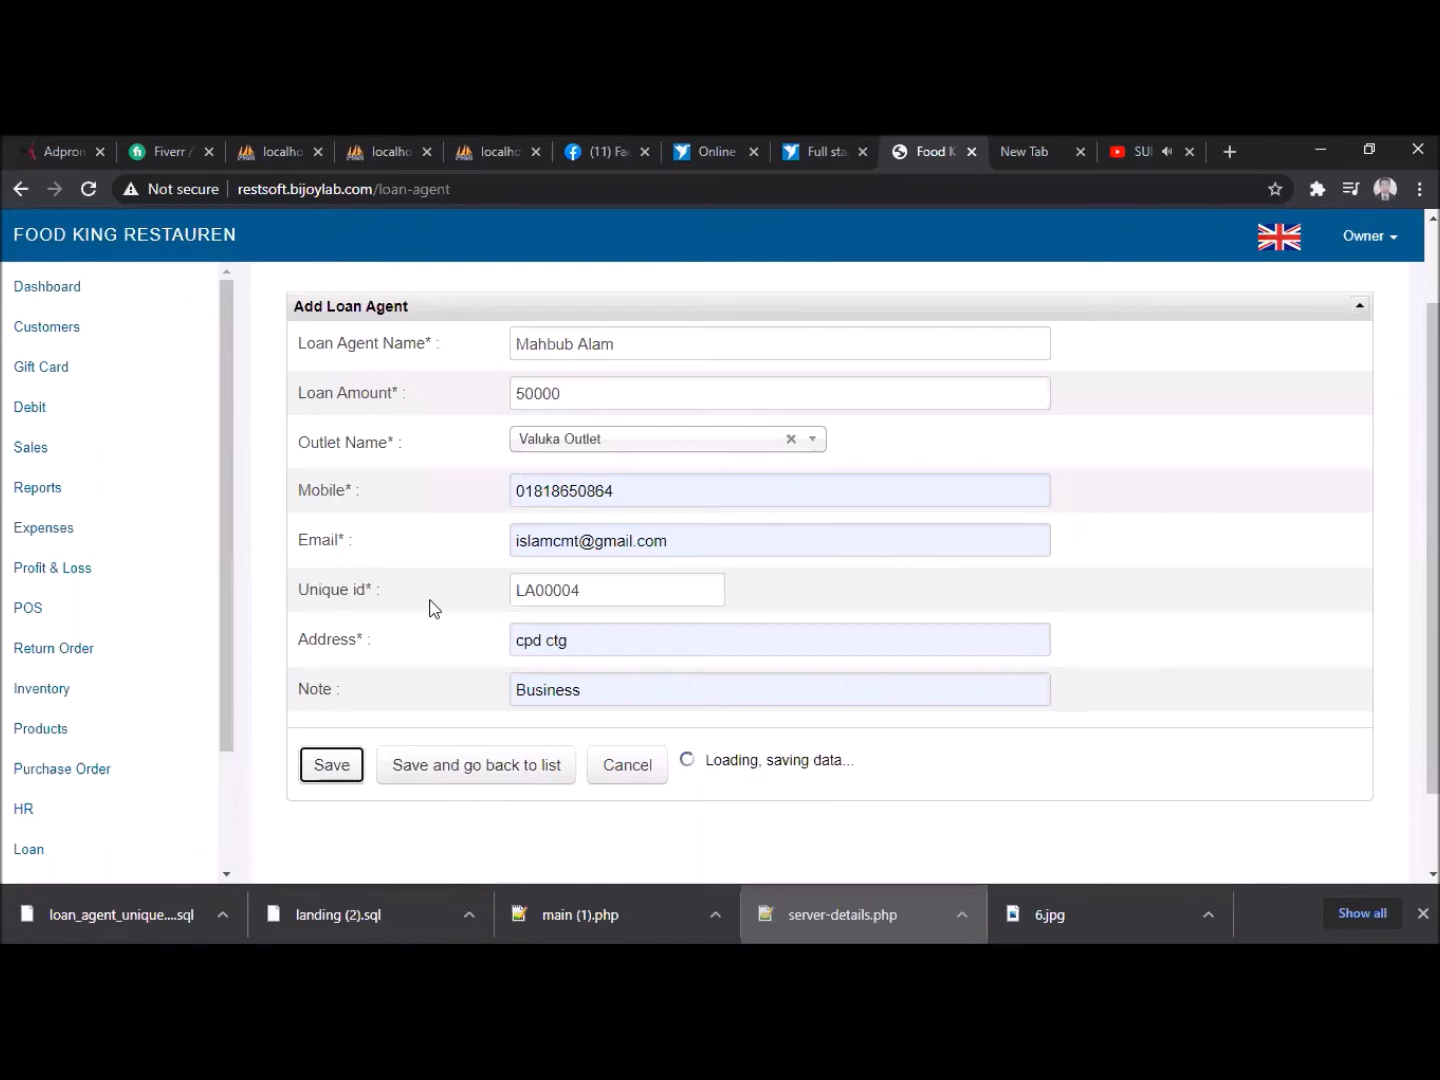 Adpron
Fiverr /
localho
localho
localho
(11) Fa
Online
Full sta
Food K
New Tab
SU
Not secure
restsoft.bijoylab.com/loan-agent
FOOD KING RESTAUREN
Owner
Dashboard
Customers
Gift Card
Debit
Sales
Reports
Expenses
Profit & Loss
POS
Return Order
Inventory
Products
Purchase Order
HR
Loan
Add Loan Agent
Loan Agent Name* :
Mahbub Alam
Loan Amount* :
50000
Outlet Name* :
Valuka Outlet
Mobile* :
01818650864
Email* :
islamcmt@gmail.com
Unique id* :
LA00004
Address* :
cpd ctg
Note :
Business
Save
Save and go back to list
Cancel
Loading, saving data...
loan_agent_unique....sql
landing (2).sql
main (1).php
server-details.php
6.jpg
Show all